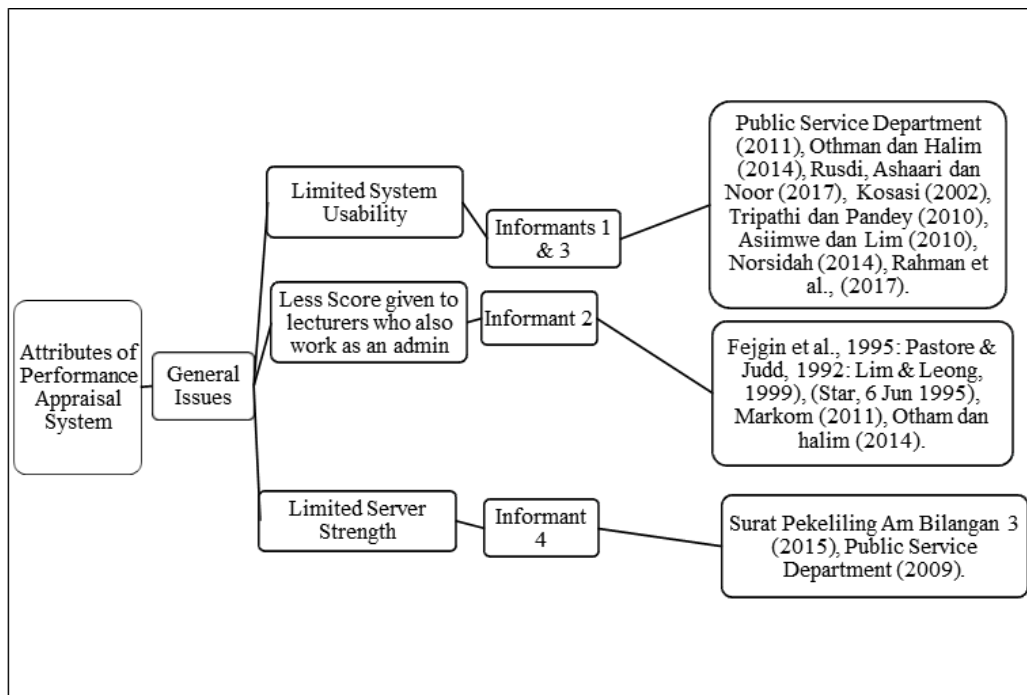 Attributes of
Performance
Appraisal
System
General
Issues
Limited System
Usability
Informants 1
& 3
Public Service Department
(2011), Othman dan Halim
(2014), Rusdi, Ashaari dan
Noor (2017), Kosasi (2002),
Tripathi dan Pandey (2010),
Asiimwe dan Lim (2010),
Norsidah (2014), Rahman et
al., (2017).
Less Score given to
lecturers who also
work as an admin
Informant 2
Fejgin et al., 1995: Pastore &
Judd, 1992: Lim & Leong,
1999), (Star, 6 Jun 1995),
Markom (2011), Otham dan
halim (2014).
Limited Server
Strength
Informant
4
Surat Pekeliling Am Bilangan 3
(2015), Public Service
Department (2009).